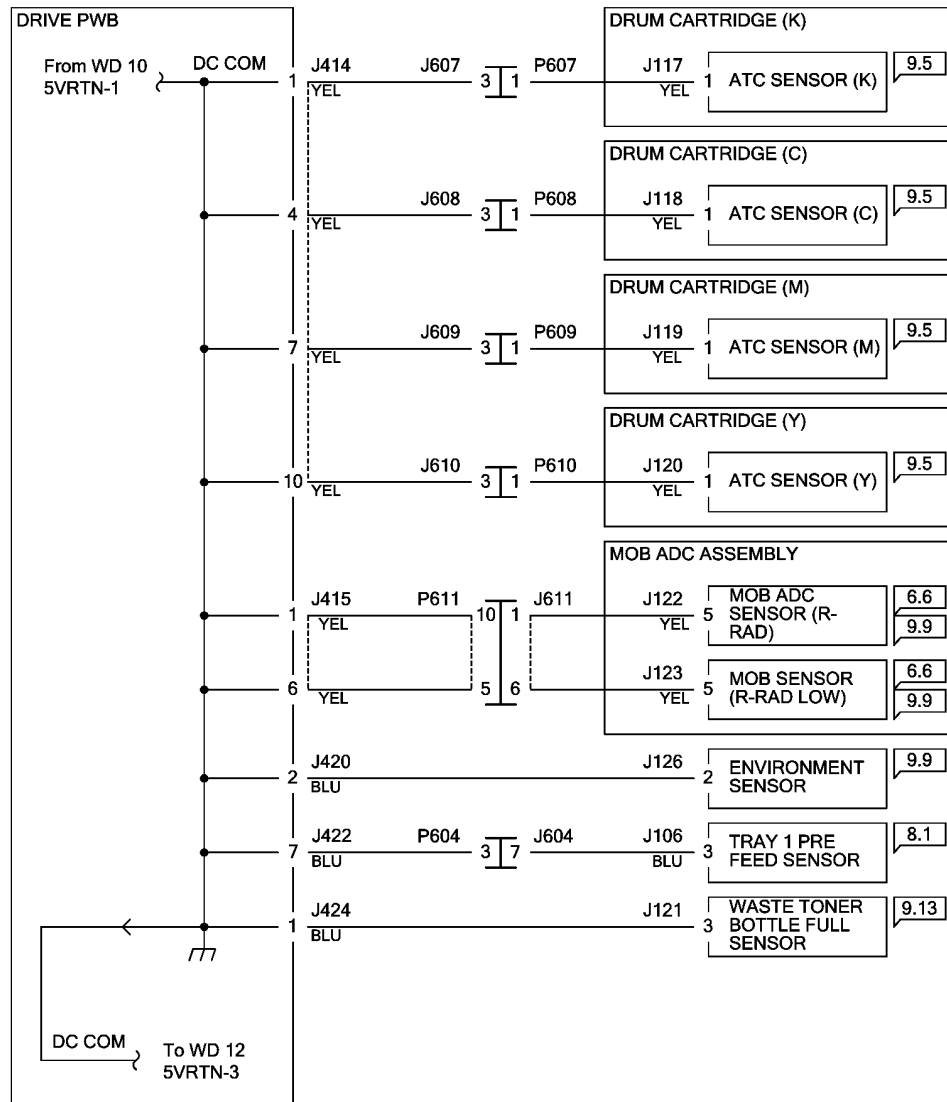 DRIVE PWB
From WD 10
5VRTN-1
DC COM
1 J414 YEL J607 3 1 P607
DRUM CARTRIDGE (K)
J117 YEL 1 ATC SENSOR (K) 9.5
4 YEL J608 3 1 P608
DRUM CARTRIDGE (C)
J118 YEL 1 ATC SENSOR (C) 9.5
7 YEL J609 3 1 P609
DRUM CARTRIDGE (M)
J119 YEL 1 ATC SENSOR (M) 9.5
10 YEL J610 3 1 P610
DRUM CARTRIDGE (Y)
J120 YEL 1 ATC SENSOR (Y) 9.5
MOB ADC ASSEMBLY
1 J415 YEL P611 10 1 J611 J122 YEL 5
MOB ADC
SENSOR (R-
RAD)
6.6
9.9
6 YEL 5 6 J123 YEL 5
MOB SENSOR
(R-RAD LOW)
6.6
9.9
2 J420 BLU J126 2
ENVIRONMENT
SENSOR
9.9
7 J422 BLU P604 3 7 J604 J106 BLU 3
TRAY 1 PRE
FEED SENSOR
8.1
1 J424 BLU J121 3
WASTE TONER
BOTTLE FULL
SENSOR
9.13
DC COM
To WD 12
5VRTN-3